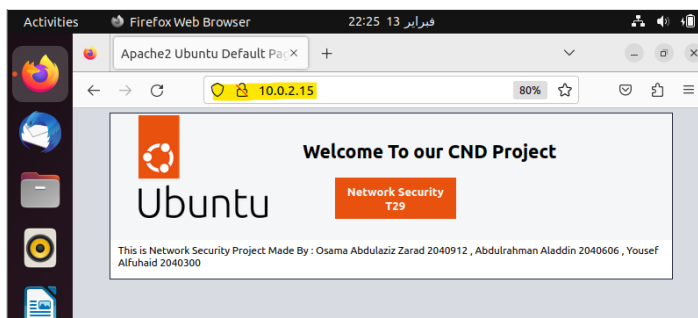 Activities
Firefox Web Browser
22:25 13 فبراير
Apache2 Ubuntu Default Pag
10.0.2.15
80%
Welcome To our CND Project
Ubuntu
Network Security
T29
This is Network Security Project Made By : Osama Abdulaziz Zarad 2040912 , Abdulrahman Aladdin 2040606 , Yousef
Alfuhaid 2040300